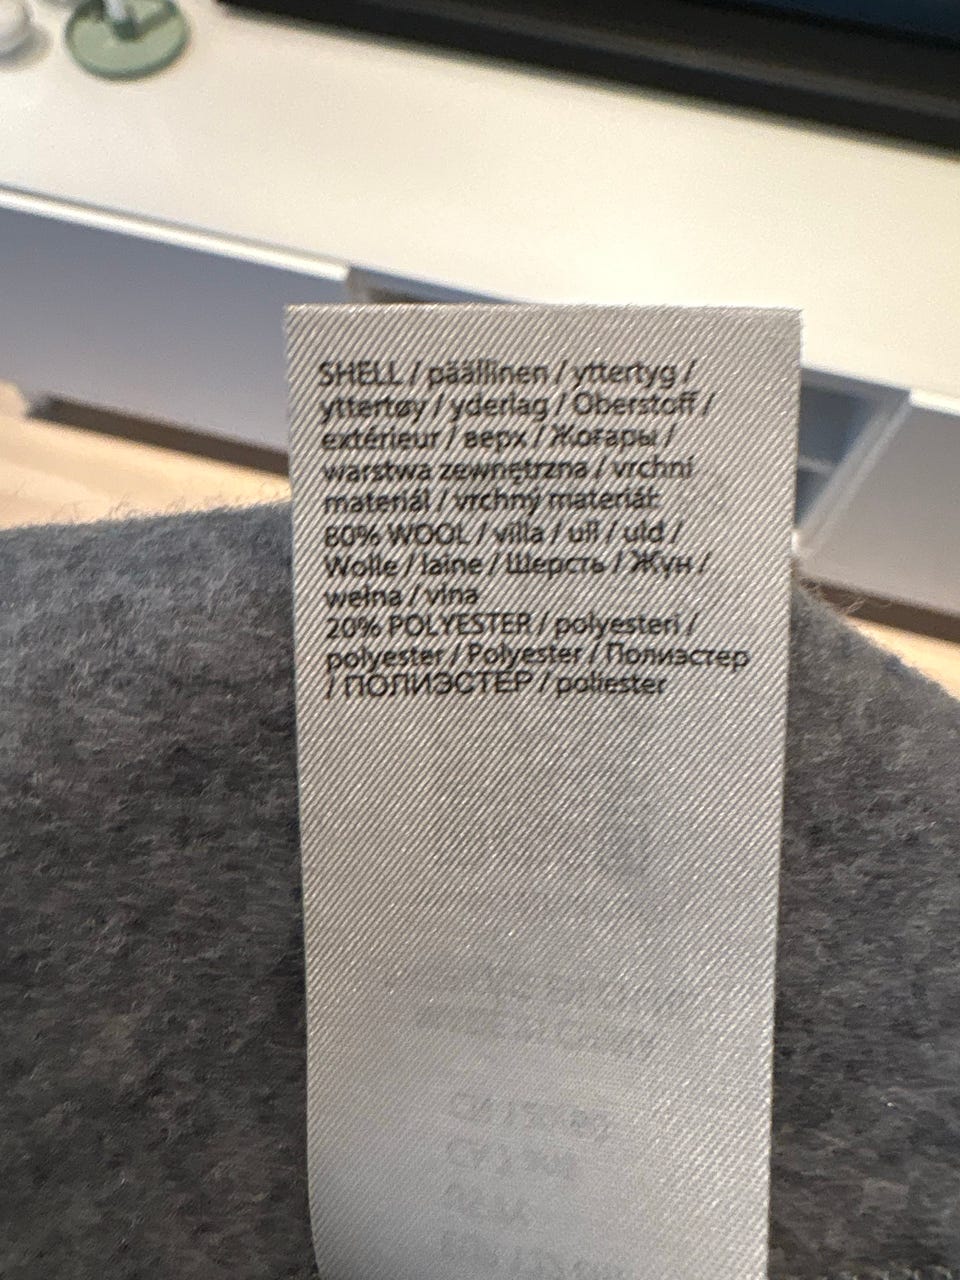 SHELL / päällinen / yttertyg /
yttertøy / yderlag / Oberstoff /
extérieur / верх / Жоғары /
warstwa zewnętrzna / vrchní
materiál / vrchný materiál:
80% WOOL / villa / ull / uld /
Wolle / laine / Шерсть / Жүн /
wełna / vlna
20% POLYESTER / polyesteri /
polyester / Polyester / Полиэстер
/ ПОЛИЭСТЕР / poliester